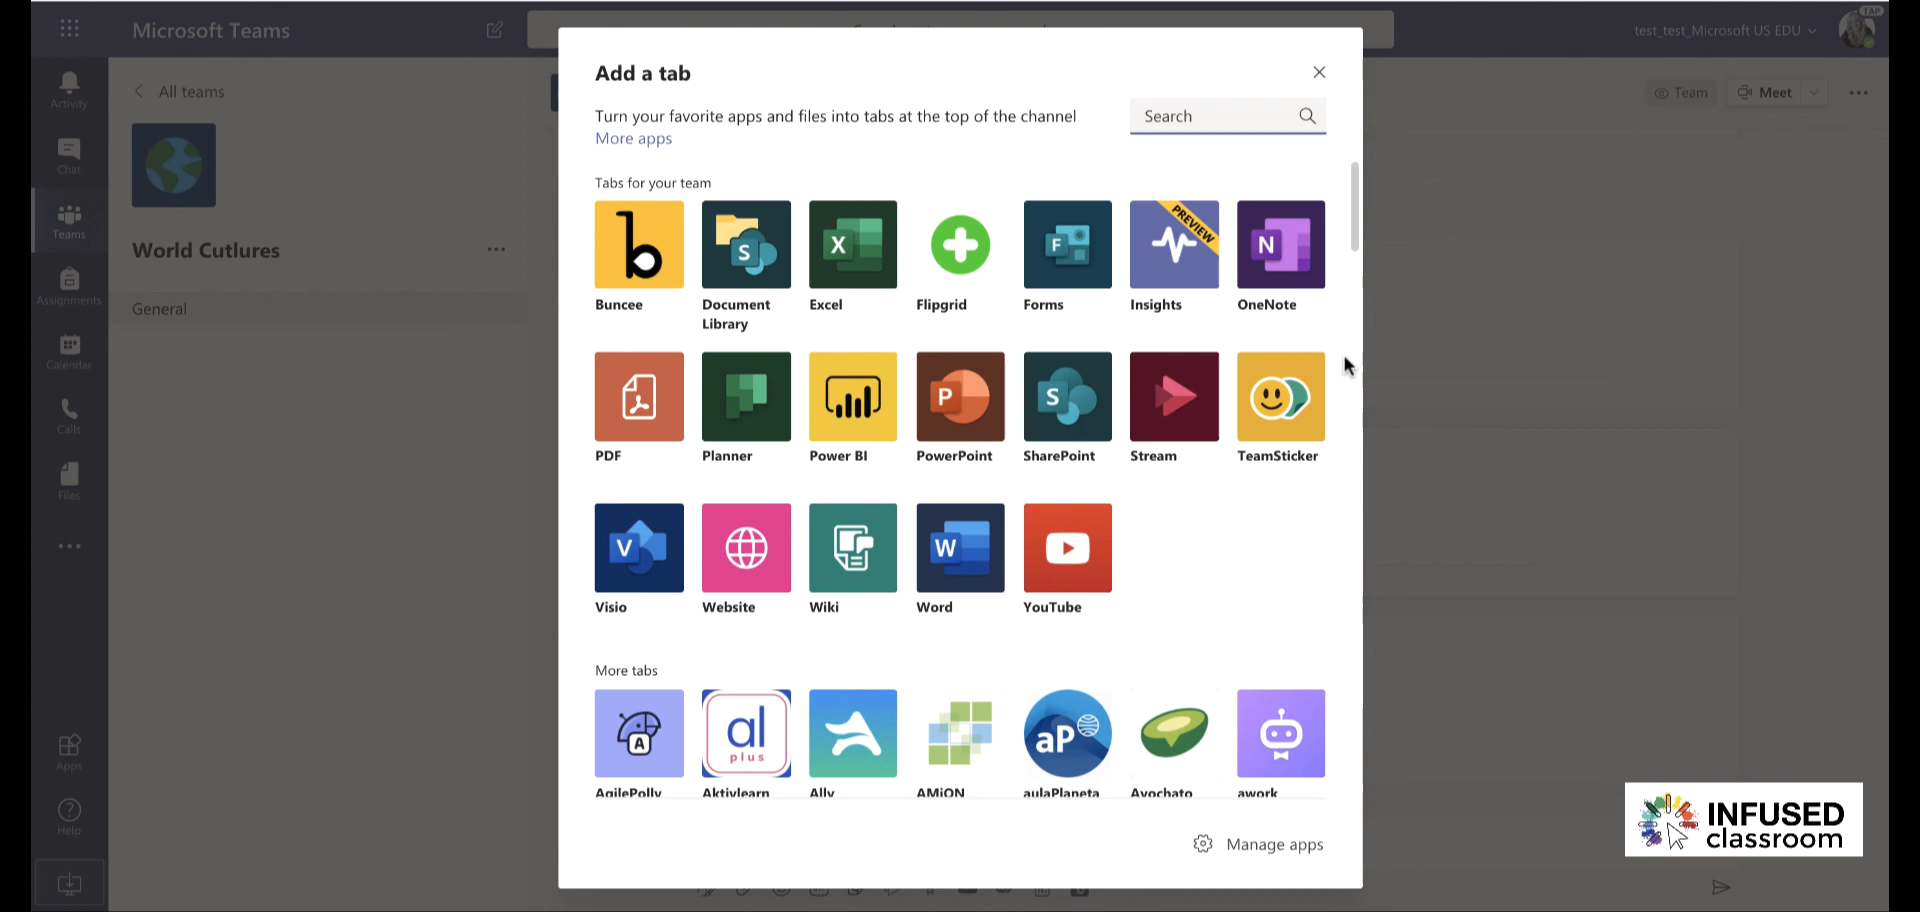 Microsoft Teams
test_test_Microsoft US EDU
TAP
Activity
Chat
Teams
Assignments
Calendar
Calls
Files
Apps
Help
All teams
World Cutlures
General
Team
Meet
Add a tab
Turn your favorite apps and files into tabs at the top of the channel
More apps
Search
Tabs for your team
b
S
X
F
PREVIEW
N
Buncee
Document Library
Excel
Flipgrid
Forms
Insights
OneNote
P
S
PDF
Planner
Power BI
PowerPoint
SharePoint
Stream
TeamSticker
V
W
Visio
Website
Wiki
Word
YouTube
More tabs
A
al
plus
aP
AgilePolly
Aktivlearn
Ally
AMiON
aulaPlaneta
Avochato
awork
Manage apps
INFUSED
classroom